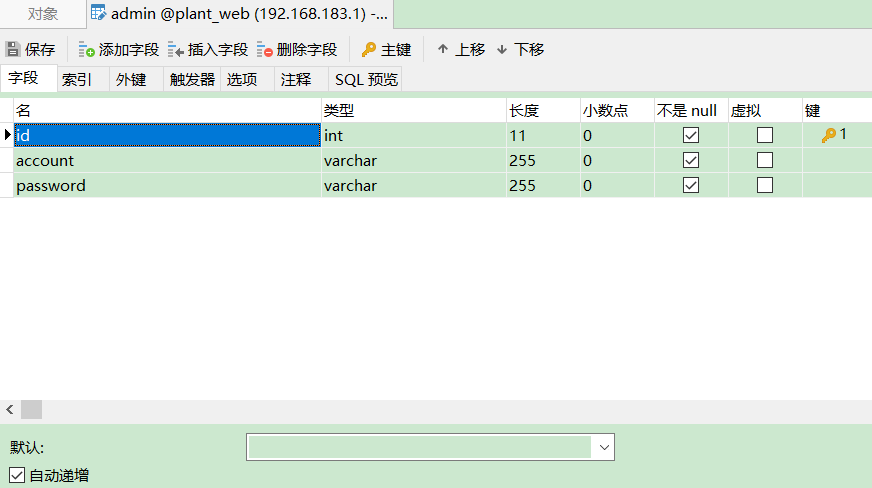 对象 admin @plant_web (192.168.183.1) -...
保存 添加字段 插入字段 删除字段 主键 上移 下移
字段 索引 外键 触发器 选项 注释 SQL 预览
名 类型 长度 小数点 不是 null 虚拟 键
id int 11 0 1
account varchar 255 0
password varchar 255 0
默认:
自动递增